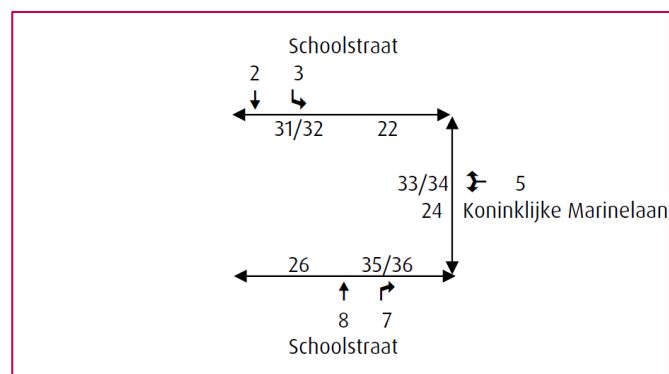 Schoolstraat
2 3
31/32 22
33/34 5
24 Koninklijke Marinelaan
26 35/36
8 7
Schoolstraat